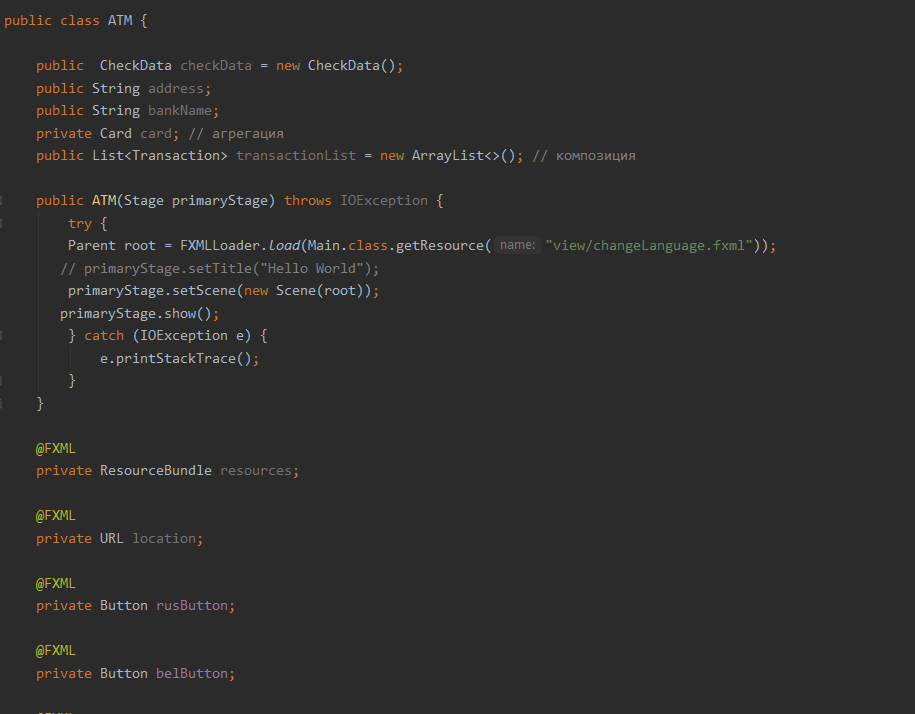 public class ATM {
public  CheckData checkData = new CheckData();
public String address;
public String bankName;
private Card card; // агрегация
public List<Transaction> transactionList = new ArrayList<>(); // композиция
public ATM(Stage primaryStage) throws IOException {
try {
Parent root = FXMLLoader.load(Main.class.getResource( name: "view/changeLanguage.fxml"));
// primaryStage.setTitle("Hello World");
primaryStage.setScene(new Scene(root));
primaryStage.show();
} catch (IOException e) {
e.printStackTrace();
}
}
@FXML
private ResourceBundle resources;
@FXML
private URL location;
@FXML
private Button rusButton;
@FXML
private Button belButton;